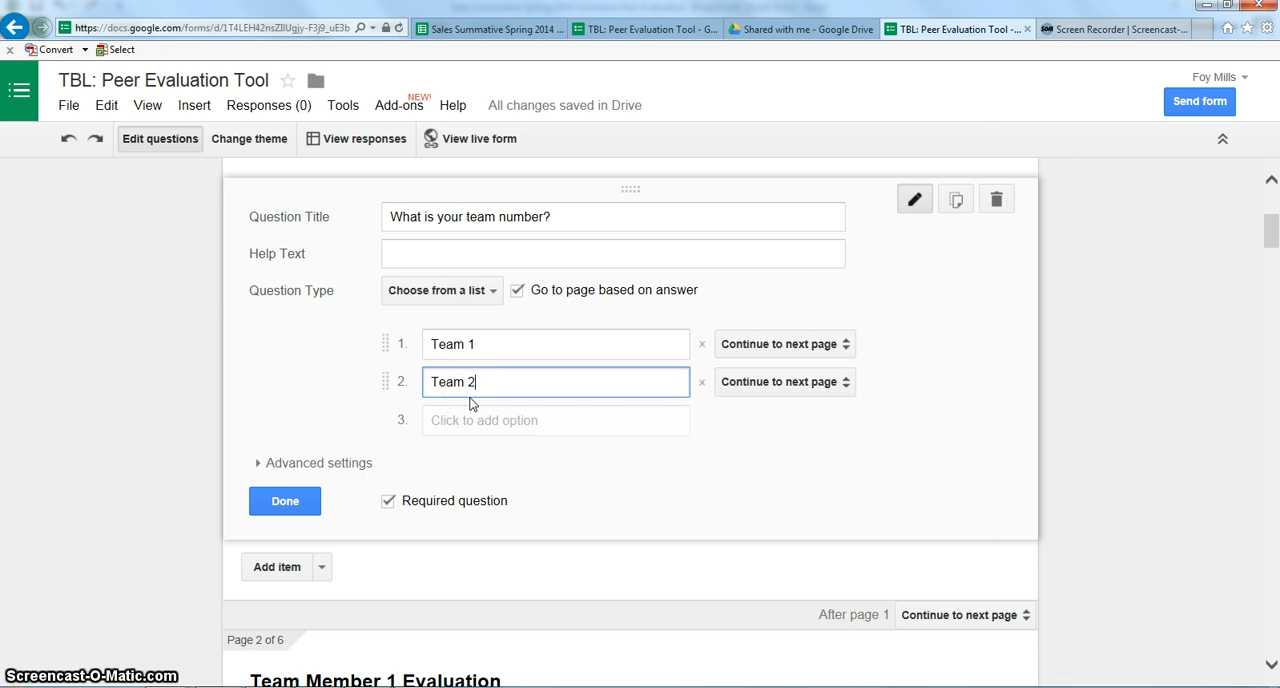 https://docs.google.com/forms/d/1T4LEH42nsZIlUgjy-F3j9_uE3b
Sales Summative Spring 2014 ...
TBL: Peer Evaluation Tool - G...
Shared with me - Google Drive
TBL: Peer Evaluation Tool -...
Screen Recorder | Screencast-...
x Convert Select
TBL: Peer Evaluation Tool
Foy Mills
File Edit View Insert Responses (0) Tools Add-ons NEW! Help All changes saved in Drive
Send form
Edit questions Change theme View responses View live form
Question Title What is your team number?
Help Text
Question Type Choose from a list Go to page based on answer
1. Team 1 x Continue to next page
2. Team 2 x Continue to next page
3. Click to add option
Advanced settings
Done Required question
Add item
After page 1 Continue to next page
Page 2 of 6
Team Member 1 Evaluation
Screencast-O-Matic.com